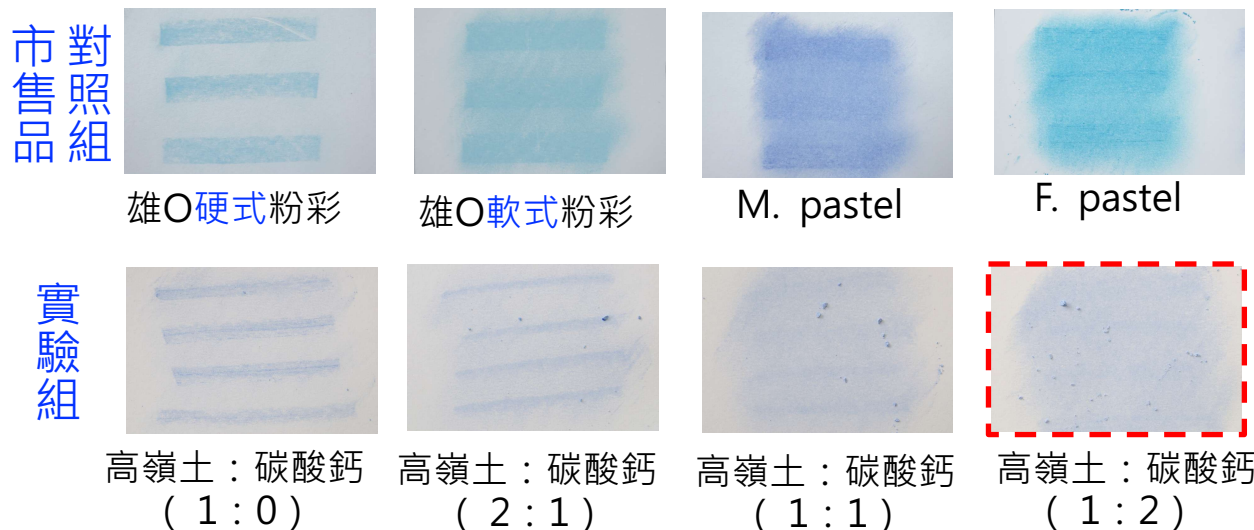 市售品
對照組
雄O硬式粉彩
雄O軟式粉彩
M. pastel
F. pastel
實驗組
高嶺土：碳酸鈣
（1：0）
高嶺土：碳酸鈣
（2：1）
高嶺土：碳酸鈣
（1：1）
高嶺土：碳酸鈣
（1：2）